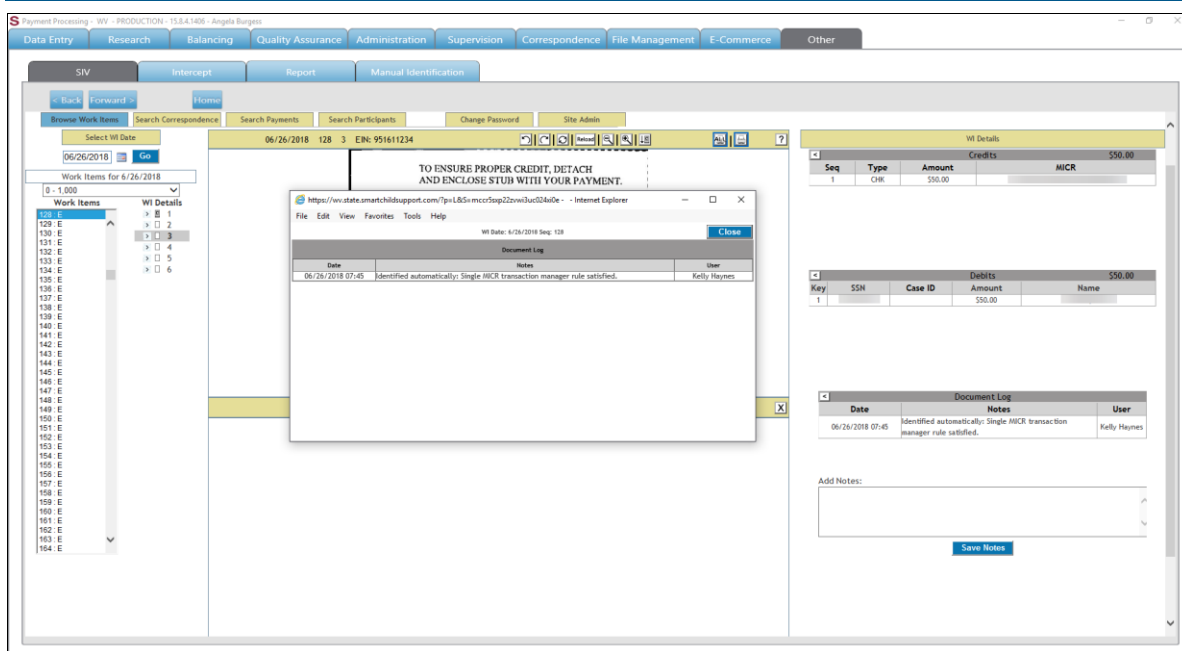 S Payment Processing - WV - PRODUCTION - 15.8.4.1406 - Angela Burgess
Data Entry Research Balancing Quality Assurance Administration Supervision Correspondence File Management E-Commerce Other
SIV Intercept Report Manual Identification
< Back Forward > Home
Browse Work Items Search Correspondence Search Payments Search Participants Change Password Site Admin
Select WI Date
06/26/2018 Go
Work Items for 6/26/2018
0 - 1,000
Work Items WI Details
128 : E
129 : E
130 : E
131 : E
132 : E
133 : E
134 : E
135 : E
136 : E
137 : E
138 : E
139 : E
140 : E
141 : E
142 : E
143 : E
144 : E
145 : E
146 : E
147 : E
148 : E
149 : E
150 : E
151 : E
152 : E
153 : E
154 : E
155 : E
156 : E
157 : E
158 : E
159 : E
160 : E
161 : E
162 : E
163 : E
164 : E
> 1
> 2
> 3
> 4
> 5
> 6
06/26/2018 128 3 EIN: 951611234 Reload ALL ?
TO ENSURE PROPER CREDIT, DETACH
AND ENCLOSE STUB WITH YOUR PAYMENT.
- Internet Explorer
File Edit View Favorites Tools Help
WI Date: 6/26/2018 Seq: 128 Close
Document Log
Date Notes User
06/26/2018 07:45 Identified automatically: Single MICR transaction manager rule satisfied. Kelly Haynes
X
WI Details
< Credits $50.00
Seq Type Amount MICR
1 CHK $50.00
< Debits $50.00
Key SSN Case ID Amount Name
1 $50.00
< Document Log
Date Notes User
06/26/2018 07:45 Identified automatically: Single MICR transaction
manager rule satisfied. Kelly Haynes
Add Notes:
Save Notes